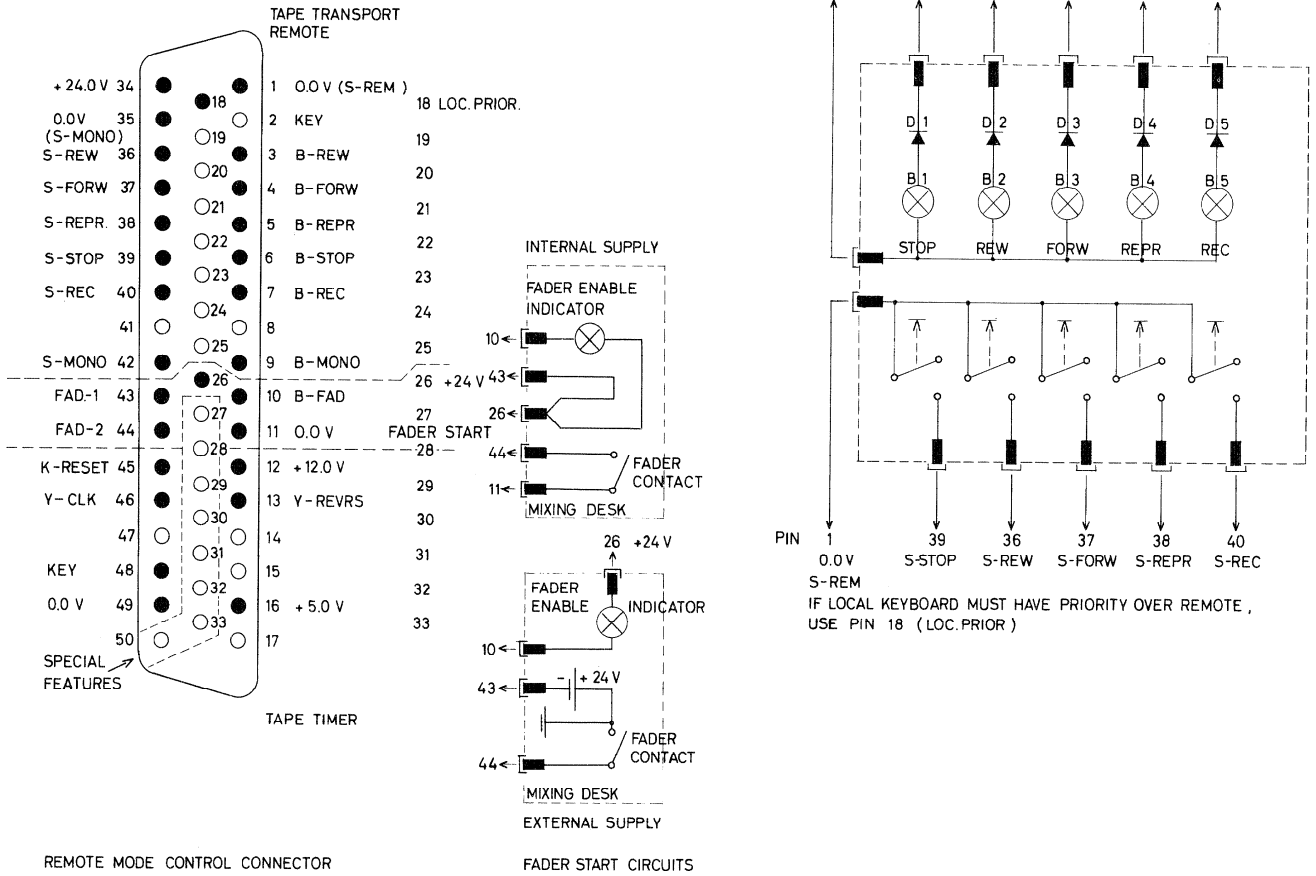 TAPE TRANSPORT
REMOTE
+ 24.0 V 34
1 0.0 V (S-REM )
18
18 LOC. PRIOR.
0.0V 35
(S-MONO)
2 KEY
19
19
S-REW 36
3 B-REW
20
20
S-FORW 37
4 B-FORW
21
21
S-REPR. 38
5 B-REPR
22
22
S-STOP 39
6 B-STOP
23
23
S-REC 40
7 B-REC
24
24
41
8
25
25
S-MONO 42
9 B-MONO
26
26 +24 V
FAD.-1 43
10 B-FAD
27
27
FADER START
FAD-2 44
11 0.0 V
28
28
K-RESET 45
12 +12.0 V
29
29
Y-CLK 46
13 Y-REVRS
30
30
47
14
31
31
KEY 48
15
32
32
0.0 V 49
16 + 5.0 V
33
33
50
17
SPECIAL
FEATURES
TAPE TIMER
REMOTE MODE CONTROL CONNECTOR
INTERNAL SUPPLY
FADER ENABLE
INDICATOR
10
43
26
44
11
FADER
CONTACT
MIXING DESK
26 +24 V
FADER
ENABLE
INDICATOR
10
43
- + 24 V
FADER
CONTACT
44
MIXING DESK
EXTERNAL SUPPLY
FADER START CIRCUITS
D 1 D 2 D 3 D 4 D 5
B 1 B 2 B 3 B 4 B 5
STOP REW FORW REPR REC
PIN 1 39 36 37 38 40
0.0 V S-STOP S-REW S-FORW S-REPR S-REC
S-REM
IF LOCAL KEYBOARD MUST HAVE PRIORITY OVER REMOTE ,
USE PIN 18 ( LOC. PRIOR )